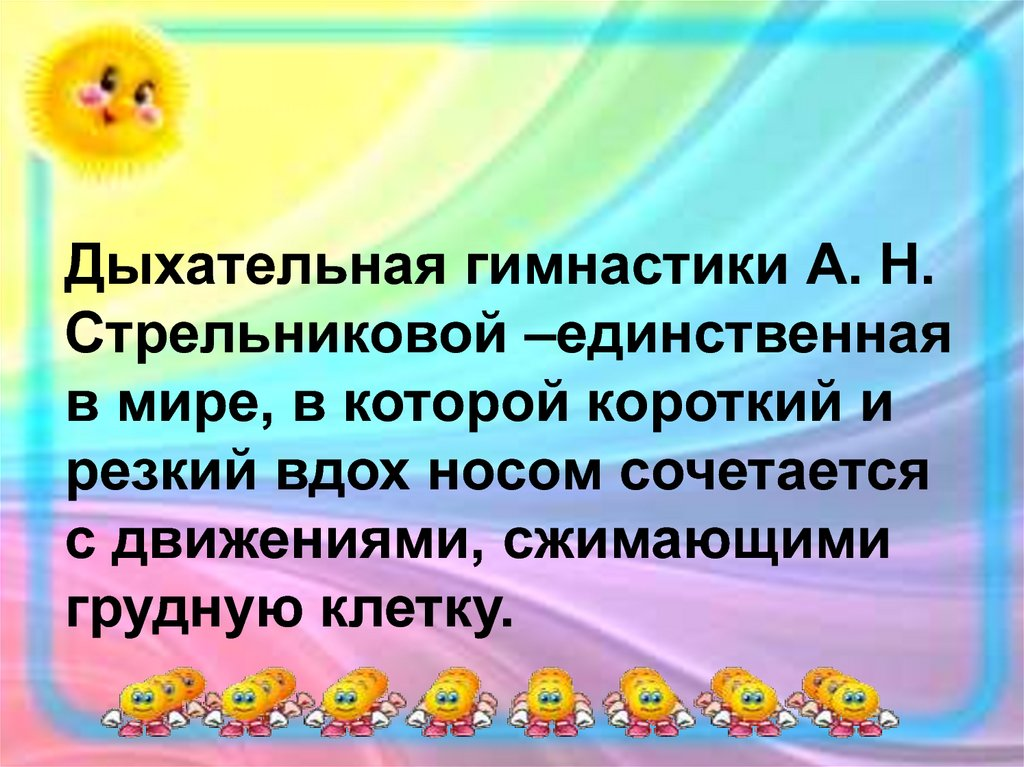 Дыхательная гимнастики А. Н.
Стрельниковой –единственная
в мире, в которой короткий и
резкий вдох носом сочетается
с движениями, сжимающими
грудную клетку.